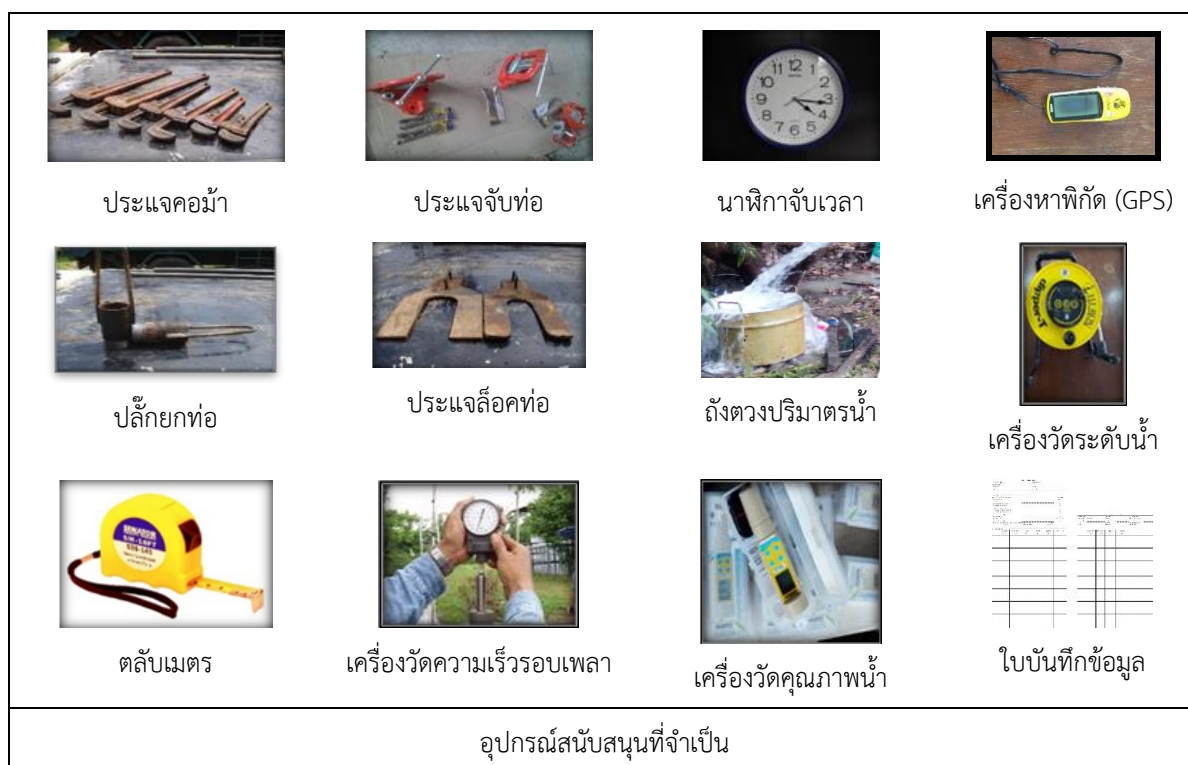 ประแจคอม้า
ประแจจับท่อ
นาฬิกาจับเวลา
เครื่องหาพิกัด (GPS)
ปลั๊กยกท่อ
ประแจล็อคท่อ
ถังตวงปริมาตรน้ำ
เครื่องวัดระดับน้ำ
ตลับเมตร
เครื่องวัดความเร็วรอบเพลา
เครื่องวัดคุณภาพน้ำ
ใบบันทึกข้อมูล
อุปกรณ์สนับสนุนที่จำเป็น